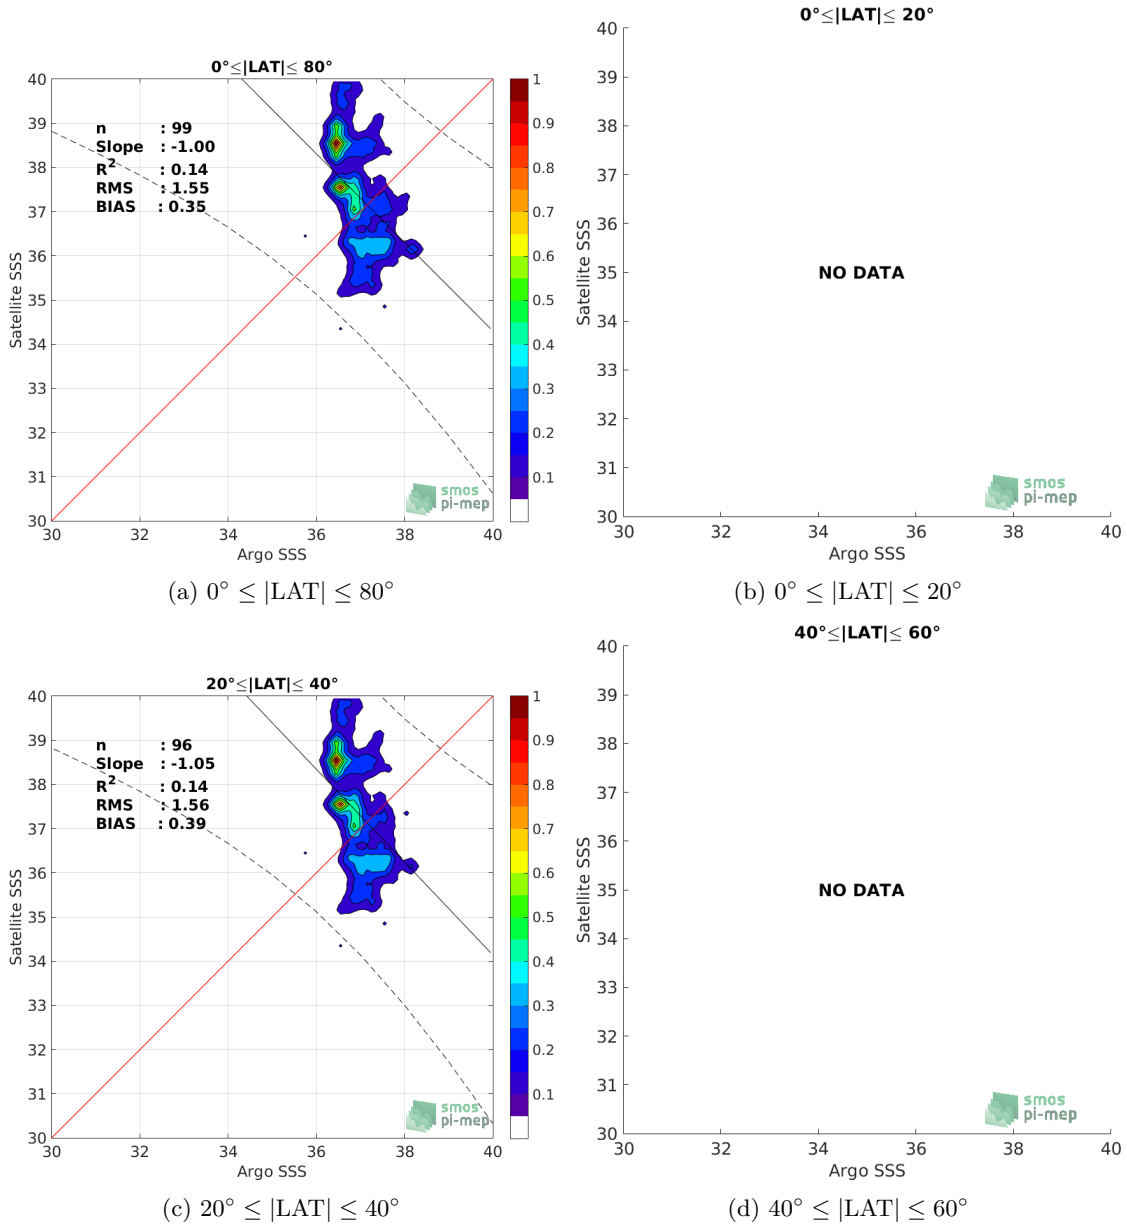 0°≤|LAT|≤ 80°
40
39
38
37
36
35
34
33
32
31
30
Satellite SSS
n : 99
Slope : -1.00
R2 : 0.14
RMS : 1.55
BIAS : 0.35
smos
pi-mep
30 32 34 36 38 40
Argo SSS
1
0.9
0.8
0.7
0.6
0.5
0.4
0.3
0.2
0.1
(a) 0° ≤ |LAT| ≤ 80°
0°≤|LAT|≤ 20°
40
39
38
37
36
35
34
33
32
31
30
Satellite SSS
NO DATA
smos
pi-mep
30 32 34 36 38 40
Argo SSS
(b) 0° ≤ |LAT| ≤ 20°
20°≤|LAT|≤ 40°
40
39
38
37
36
35
34
33
32
31
30
Satellite SSS
n : 96
Slope : -1.05
R2 : 0.14
RMS : 1.56
BIAS : 0.39
smos
pi-mep
30 32 34 36 38 40
Argo SSS
1
0.9
0.8
0.7
0.6
0.5
0.4
0.3
0.2
0.1
(c) 20° ≤ |LAT| ≤ 40°
40°≤|LAT|≤ 60°
40
39
38
37
36
35
34
33
32
31
30
Satellite SSS
NO DATA
smos
pi-mep
30 32 34 36 38 40
Argo SSS
(d) 40° ≤ |LAT| ≤ 60°